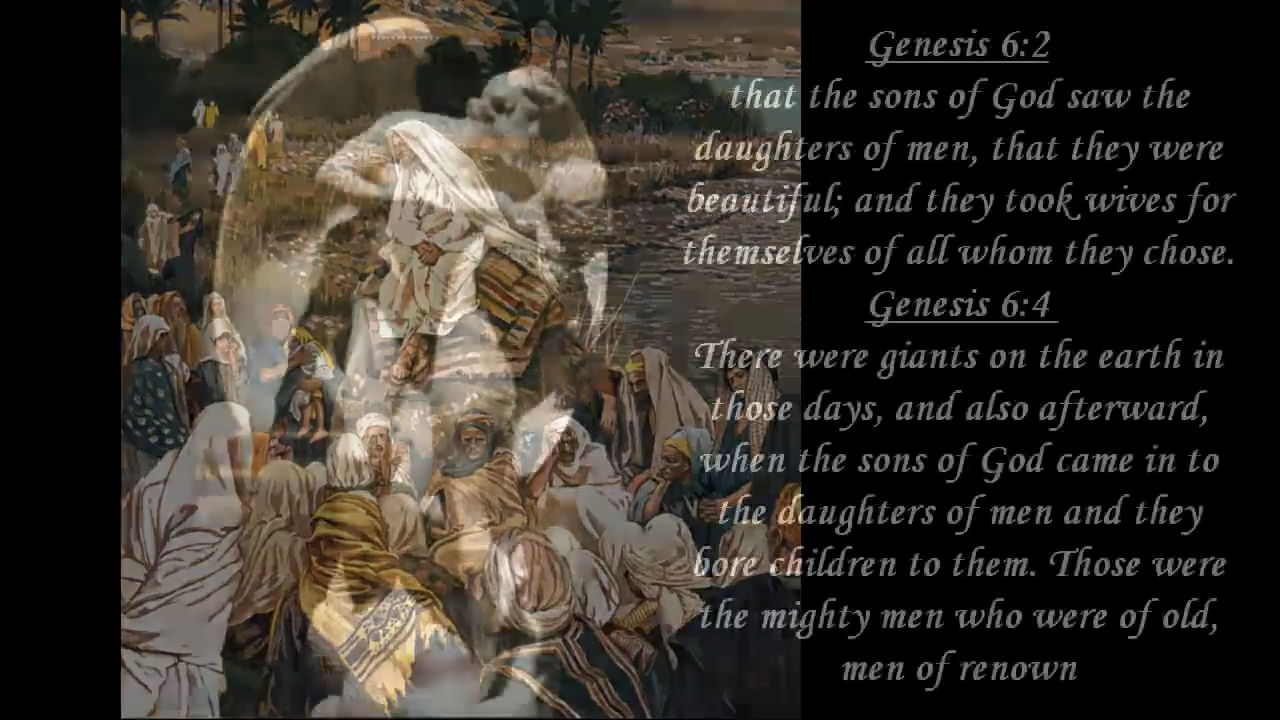 Genesis 6:2
that the sons of God saw the
daughters of men, that they were
beautiful; and they took wives for
themselves of all whom they chose.
Genesis 6:4
There were giants on the earth in
those days, and also afterward,
when the sons of God came in to
the daughters of men and they
bore children to them. Those were
the mighty men who were of old,
men of renown